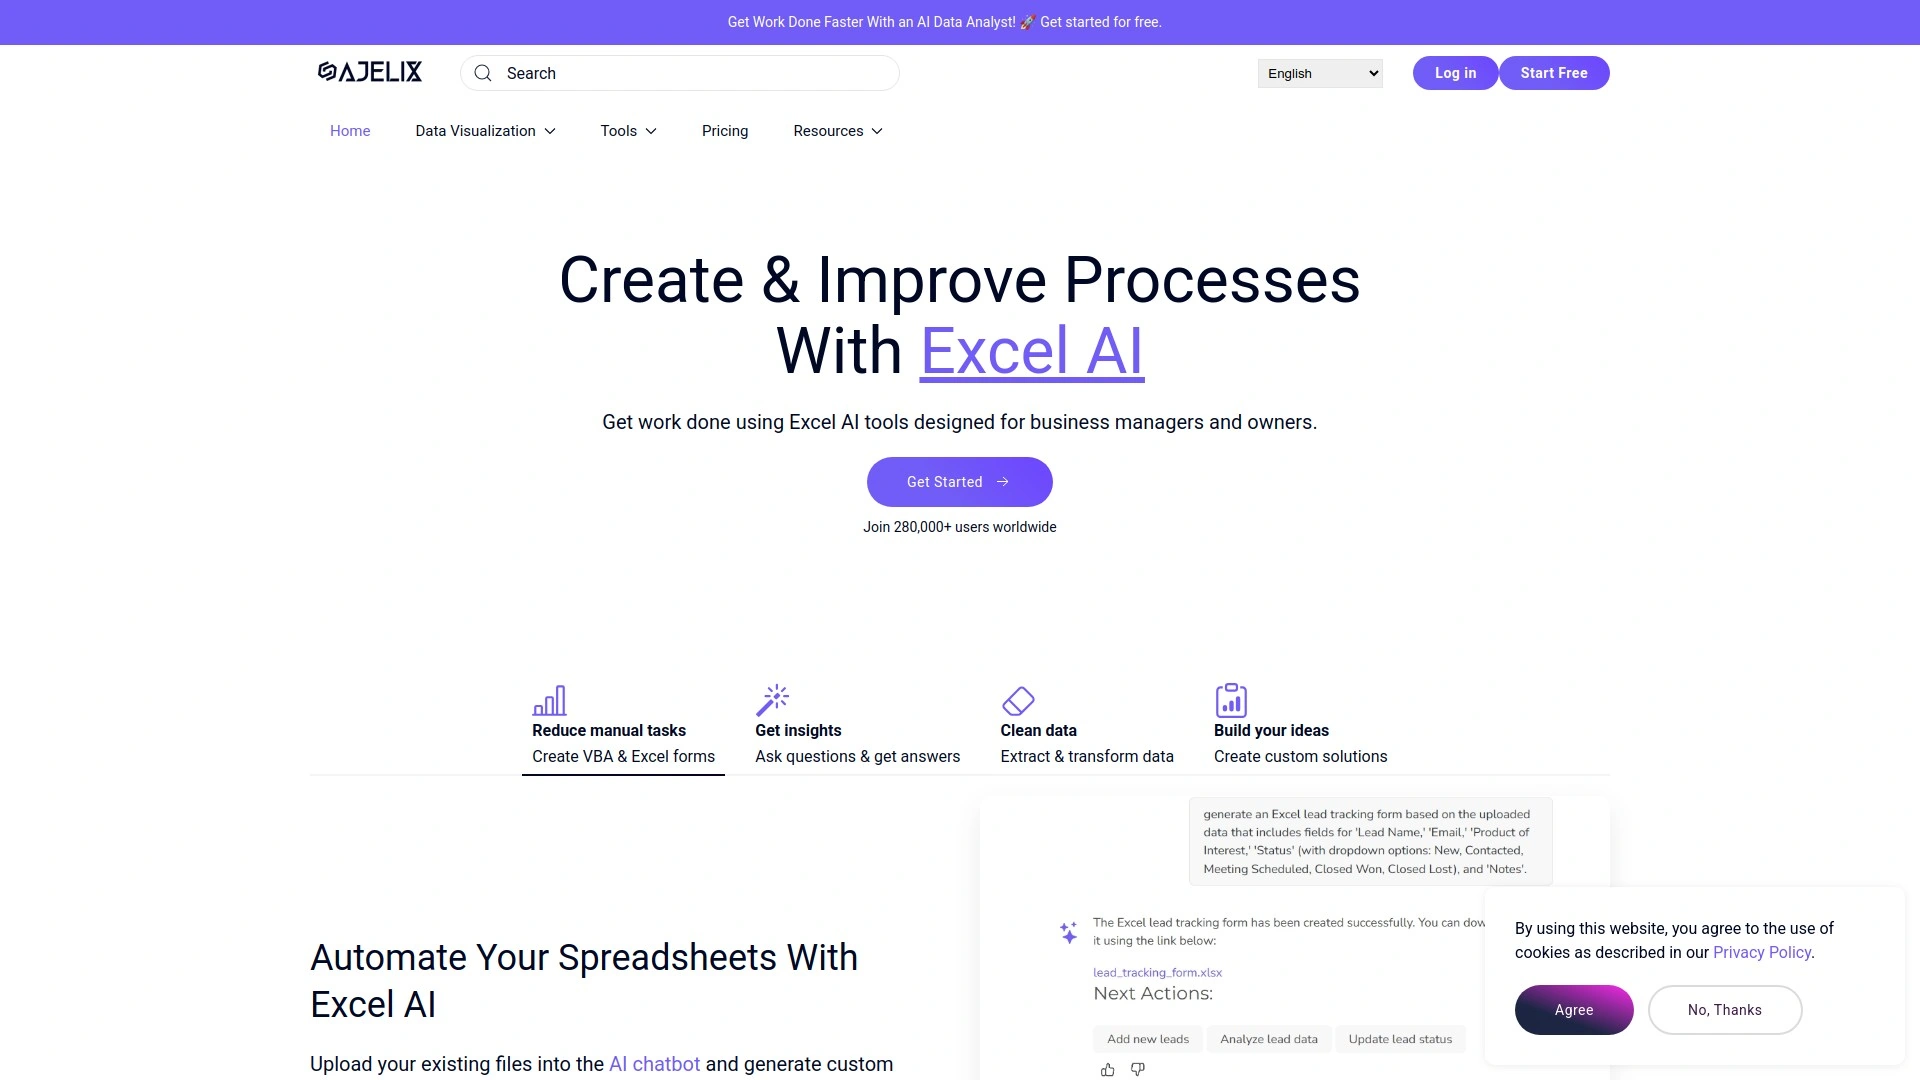 Get Work Done Faster With an AI Data Analyst! 🚀 Get started for free.
AJELIX
Search
English
Log in
Start Free
Home
Data Visualization
Tools
Pricing
Resources
Create & Improve Processes
With Excel AI
Get work done using Excel AI tools designed for business managers and owners.
Get Started
Join 280,000+ users worldwide
Reduce manual tasks
Create VBA & Excel forms
Get insights
Ask questions & get answers
Clean data
Extract & transform data
Build your ideas
Create custom solutions
generate an Excel lead tracking form based on the uploaded
data that includes fields for 'Lead Name,' 'Email,' 'Product of
Interest,' 'Status' (with dropdown options: New, Contacted,
Meeting Scheduled, Closed Won, Closed Lost), and 'Notes'.
The Excel lead tracking form has been created successfully. You can dow
it using the link below:
lead_tracking_form.xlsx
Next Actions:
Add new leads
Analyze lead data
Update lead status
Automate Your Spreadsheets With
Excel AI
Upload your existing files into the AI chatbot and generate custom
By using this website, you agree to the use of
cookies as described in our Privacy Policy.
Agree
No, Thanks